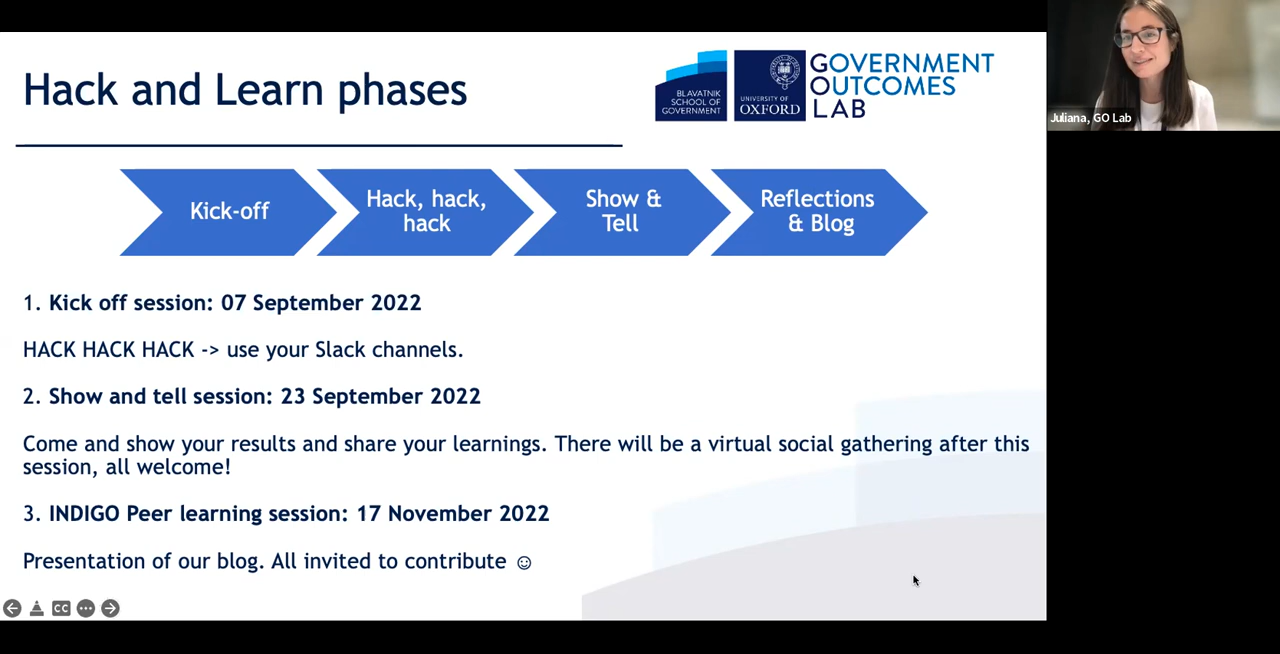 Hack and Learn phases
BLAVATNIK
SCHOOL OF
GOVERNMENT
UNIVERSITY OF
OXFORD
GOVERNMENT
OUTCOMES
LAB
Juliana, GO Lab
Kick-off
Hack, hack,
hack
Show &
Tell
Reflections
& Blog
1. Kick off session: 07 September 2022
HACK HACK HACK -> use your Slack channels.
2. Show and tell session: 23 September 2022
Come and show your results and share your learnings. There will be a virtual social gathering after this
session, all welcome!
3. INDIGO Peer learning session: 17 November 2022
Presentation of our blog. All invited to contribute ☺
CC